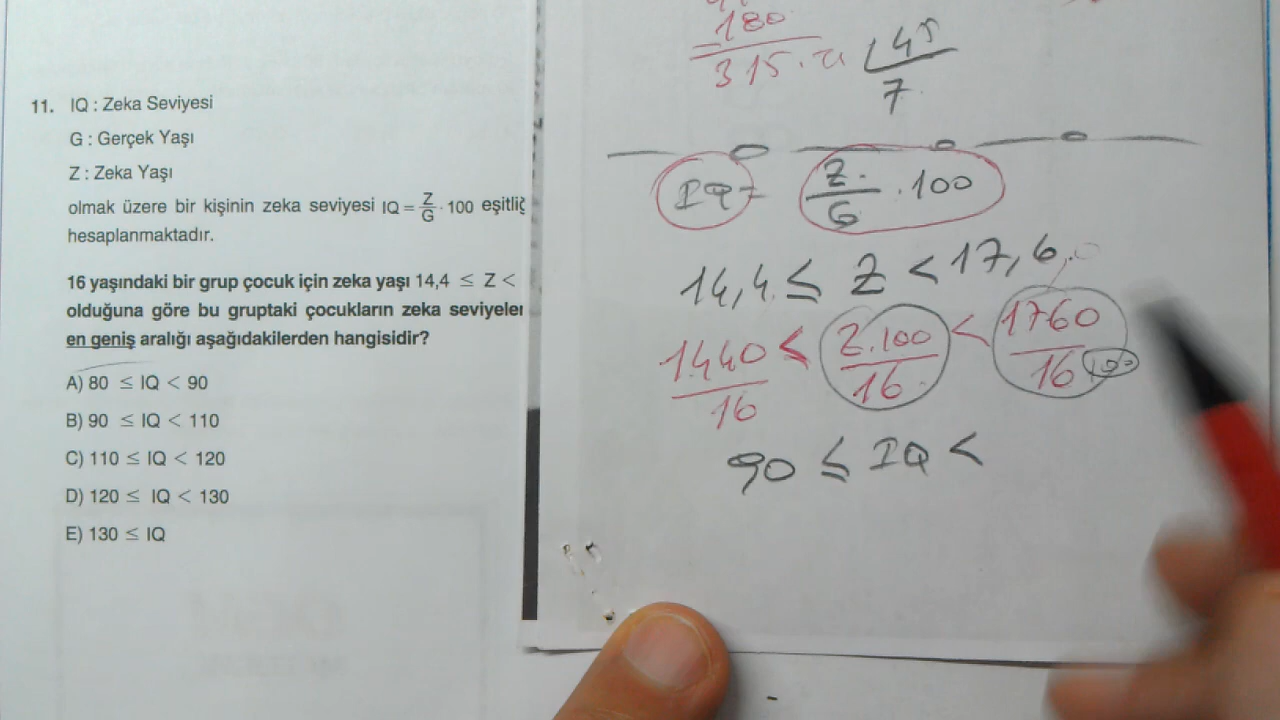 11. IQ : Zeka Seviyesi
G : Gerçek Yaşı
Z : Zeka Yaşı
olmak üzere bir kişinin zeka seviyesi IQ = Z/G · 100 eşitliğ
hesaplanmaktadır.
16 yaşındaki bir grup çocuk için zeka yaşı 14,4 ≤ Z <
olduğuna göre bu gruptaki çocukların zeka seviyeler
en geniş aralığı aşağıdakilerden hangisidir?
A) 80 ≤ IQ < 90
B) 90 ≤ IQ < 110
C) 110 ≤ IQ < 120
D) 120 ≤ IQ < 130
E) 130 ≤ IQ
180
= 315
45
7
IQ = Z/G . 100
14,4 ≤ Z < 17,6
1440/16 ≤ Z.100/16 < 1760/16
90 ≤ IQ <